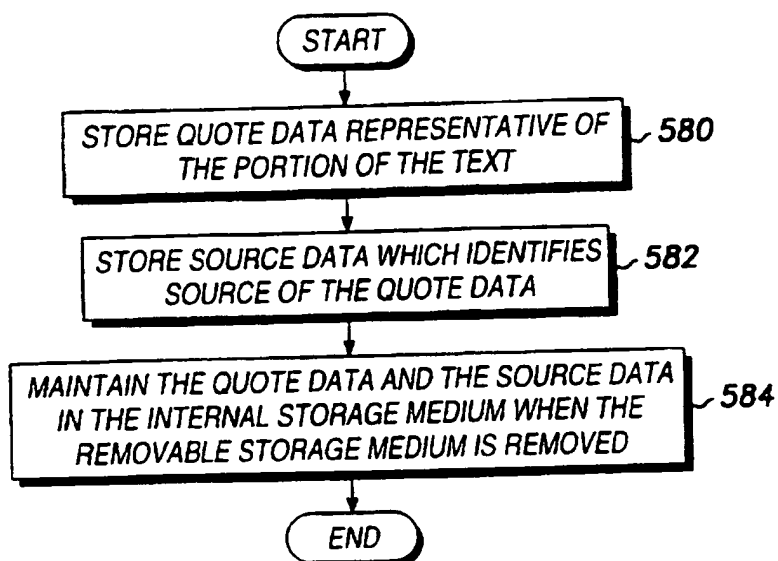 START
STORE QUOTE DATA REPRESENTATIVE OF
THE PORTION OF THE TEXT
580
STORE SOURCE DATA WHICH IDENTIFIES
SOURCE OF THE QUOTE DATA
582
MAINTAIN THE QUOTE DATA AND THE SOURCE DATA
IN THE INTERNAL STORAGE MEDIUM WHEN THE
REMOVABLE STORAGE MEDIUM IS REMOVED
584
END